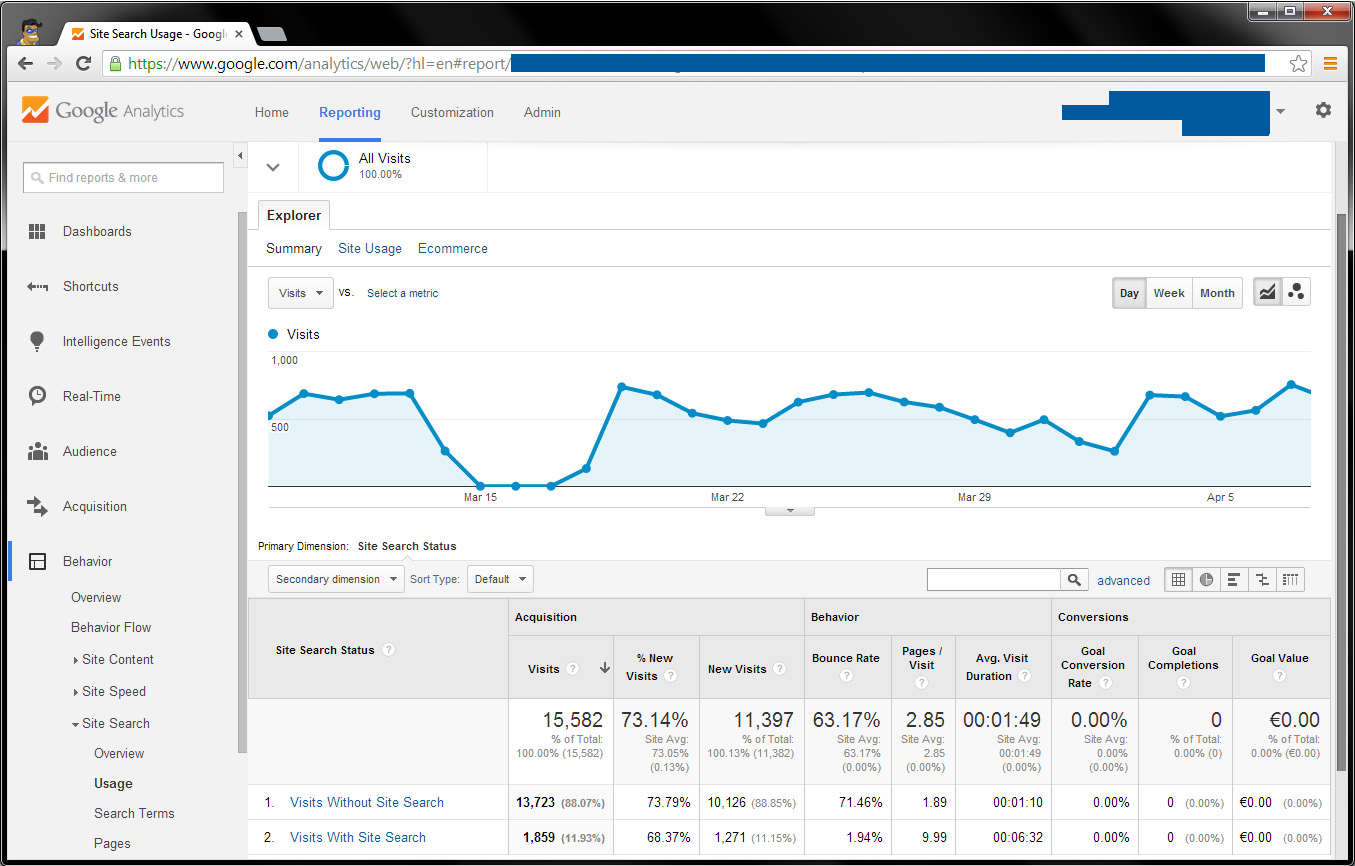 Site Search Usage - Googl
https://www.google.com/analytics/web/?hl=en#report/
Google Analytics
Home Reporting Customization Admin
Find reports & more
Dashboards
Shortcuts
Intelligence Events
Real-Time
Audience
Acquisition
Behavior
Overview
Behavior Flow
Site Content
Site Speed
Site Search
Overview
Usage
Search Terms
Pages
All Visits
100.00%
Explorer
Summary Site Usage Ecommerce
Visits VS. Select a metric
Day Week Month
Visits
1,000
500
Mar 15 Mar 22 Mar 29 Apr 5
Primary Dimension: Site Search Status
Secondary dimension Sort Type: Default
advanced
Site Search Status ?
Acquisition Behavior Conversions
Visits ?
% New Visits ?
New Visits ?
Bounce Rate ?
Pages / Visit ?
Avg. Visit Duration ?
Goal Conversion Rate ?
Goal Completions ?
Goal Value ?
15,582 73.14% 11,397 63.17% 2.85 00:01:49 0.00% 0 €0.00
% of Total: Site Avg: % of Total: Site Avg: Site Avg: Site Avg: Site Avg: % of Total: % of Total:
100.00% (15,582) 73.05% 100.13% (11,382) 63.17% 2.85 00:01:49 0.00% 0.00% (0) 0.00% (€0.00)
(0.13%) (0.00%) (0.00%) (0.00%) (0.00%)
1. Visits Without Site Search 13,723 (88.07%) 73.79% 10,126 (88.85%) 71.46% 1.89 00:01:10 0.00% 0 (0.00%) €0.00 (0.00%)
2. Visits With Site Search 1,859 (11.93%) 68.37% 1,271 (11.15%) 1.94% 9.99 00:06:32 0.00% 0 (0.00%) €0.00 (0.00%)